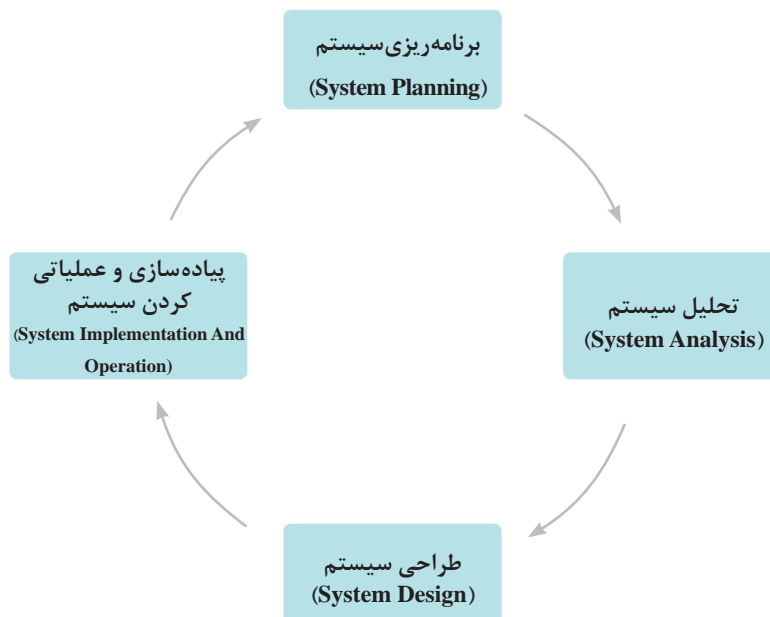 برنامه‌ریزی سیستم
(System Planning)
تحلیل سیستم
(System Analysis)
طراحی سیستم
(System Design)
پیاده‌سازی و عملیاتی
کردن سیستم
(System Implementation And
Operation)